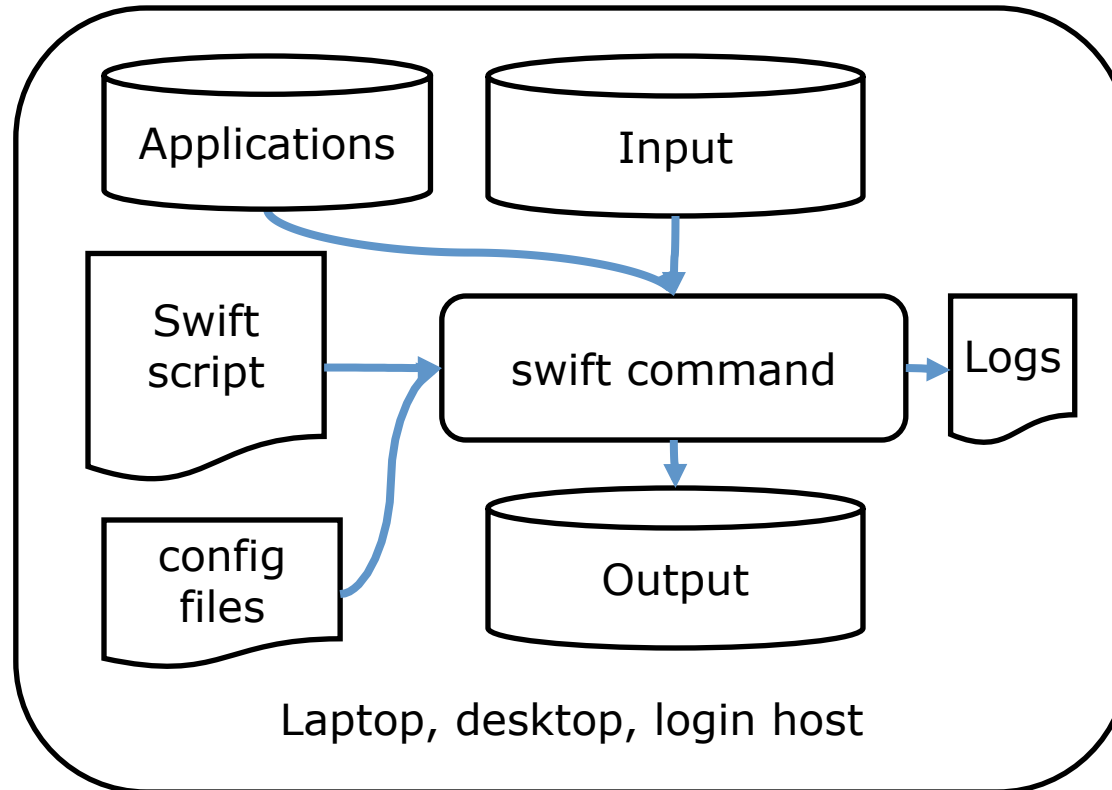 Applications
Input
Swift
script
swift command
Logs
config
files
Output
Laptop, desktop, login host